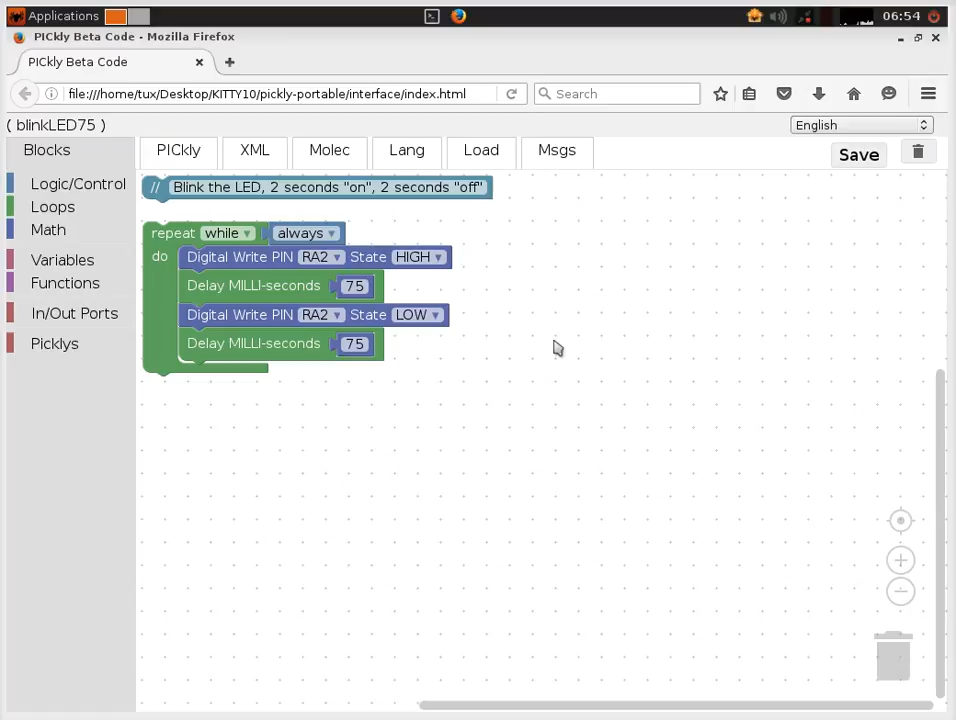 Applications 06:54
PICkly Beta Code - Mozilla Firefox
PICkly Beta Code
file:///home/tux/Desktop/KITTY10/pickly-portable/interface/index.html Search
( blinkLED75 ) English
Blocks PICkly XML Molec Lang Load Msgs Save
Logic/Control
Loops
Math
Variables
Functions
In/Out Ports
Picklys
// Blink the LED, 2 seconds "on", 2 seconds "off"
repeat while always
do Digital Write PIN RA2 State HIGH
Delay MILLI-seconds 75
Digital Write PIN RA2 State LOW
Delay MILLI-seconds 75